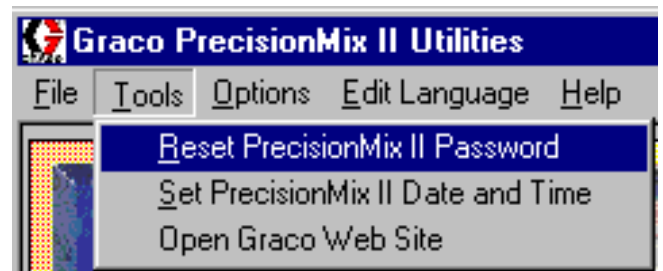 Graco PrecisionMix II Utilities
File Tools Options Edit Language Help
Reset PrecisionMix II Password
Set PrecisionMix II Date and Time
Open Graco Web Site